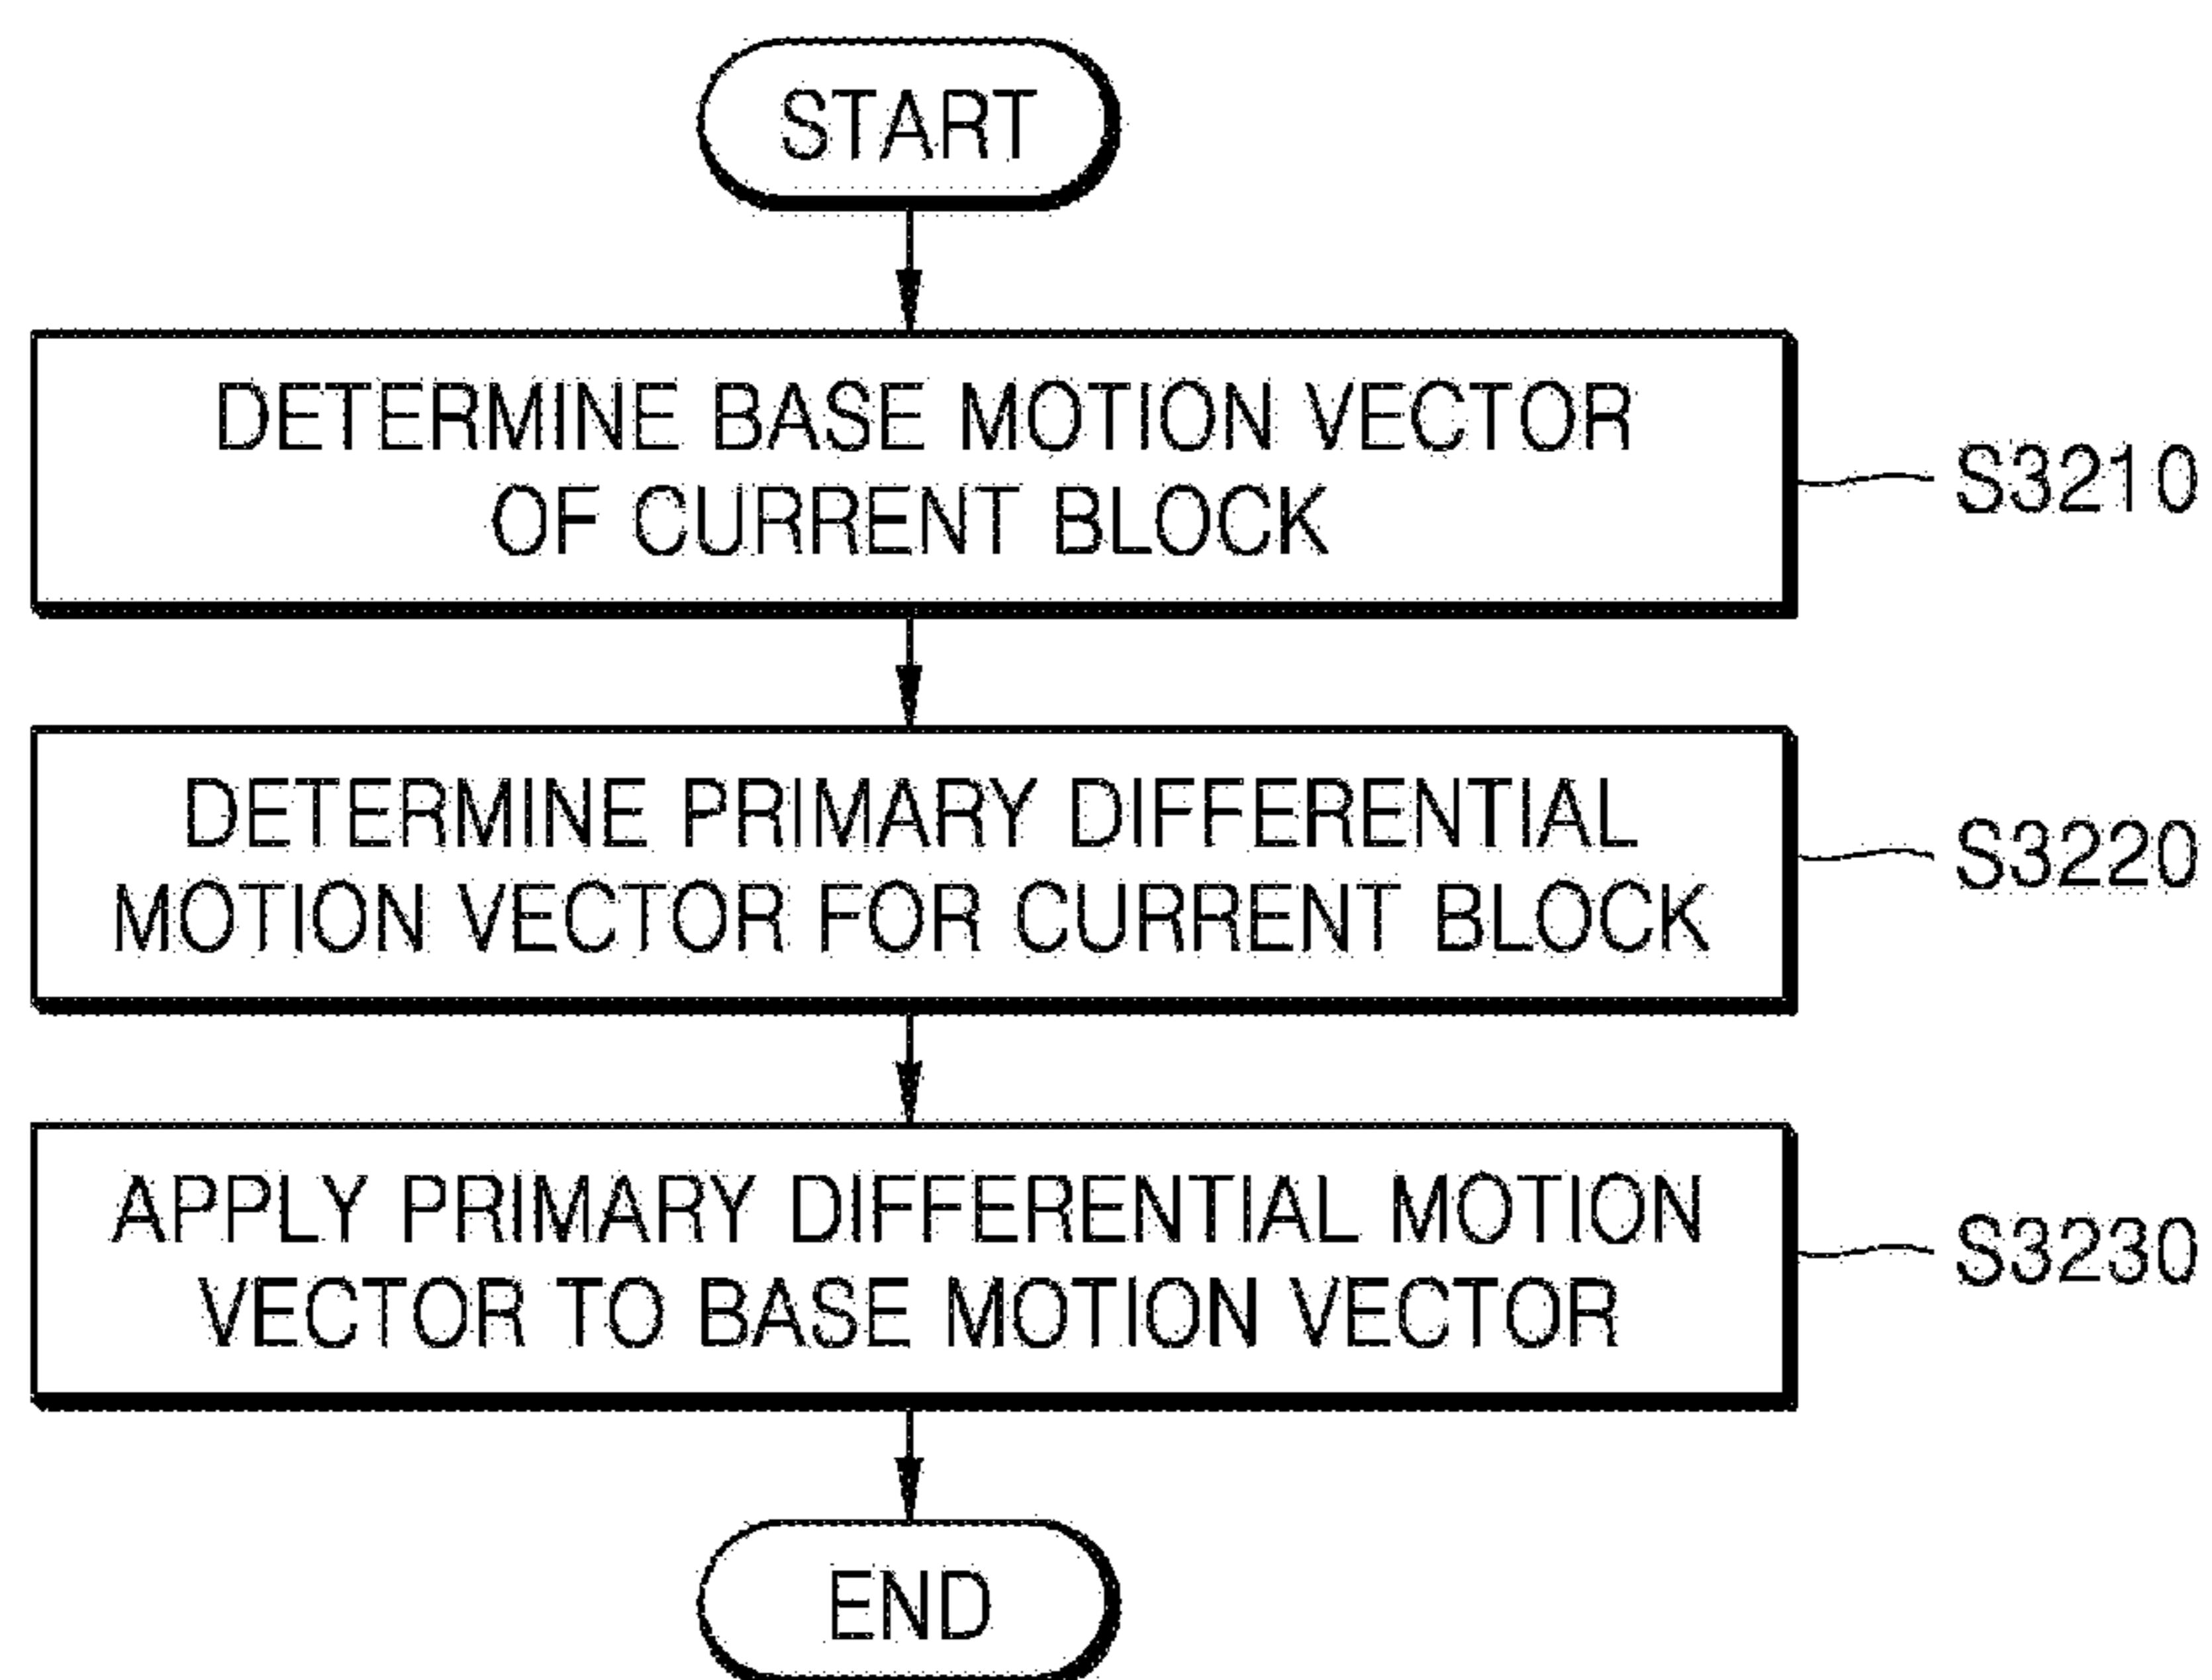 START
DETERMINE BASE MOTION VECTOR
OF CURRENT BLOCK
S3210
DETERMINE PRIMARY DIFFERENTIAL
MOTION VECTOR FOR CURRENT BLOCK
S3220
APPLY PRIMARY DIFFERENTIAL MOTION
VECTOR TO BASE MOTION VECTOR
S3230
END